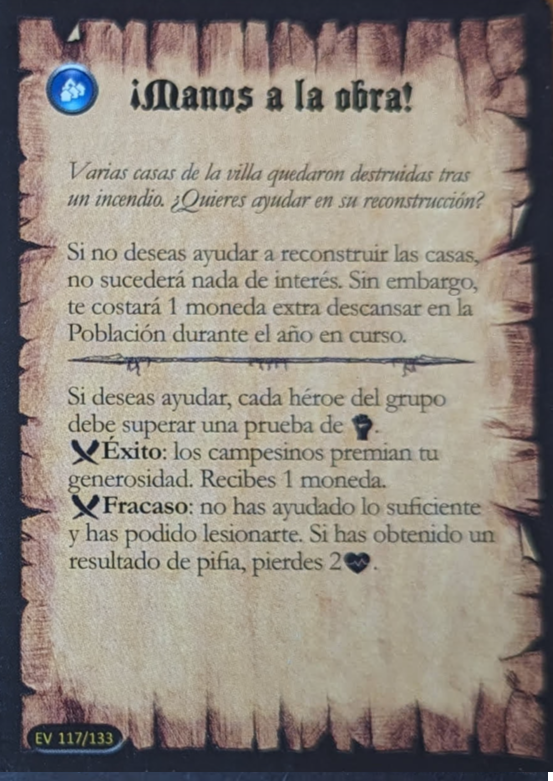 ¡Manos a la obra!
Varias casas de la villa quedaron destruidas tras
un incendio. ¿Quieres ayudar en su reconstrucción?
Si no deseas ayudar a reconstruir las casas,
no sucederá nada de interés. Sin embargo,
te costará 1 moneda extra descansar en la
Población durante el año en curso.
Si deseas ayudar, cada héroe del grupo
debe superar una prueba de .
Éxito: los campesinos premian tu
generosidad. Recibes 1 moneda.
Fracaso: no has ayudado lo suficiente
y has podido lesionarte. Si has obtenido un
resultado de pifia, pierdes 2 .
EV 117/133